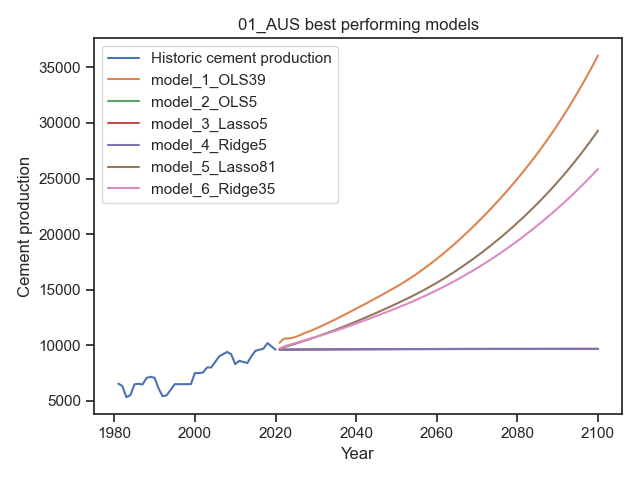 01_AUS best performing models
Historic cement production
model_1_OLS39
model_2_OLS5
model_3_Lasso5
model_4_Ridge5
model_5_Lasso81
model_6_Ridge35
Cement production
35000
30000
25000
20000
15000
10000
5000
1980
2000
2020
2040
2060
2080
2100
Year